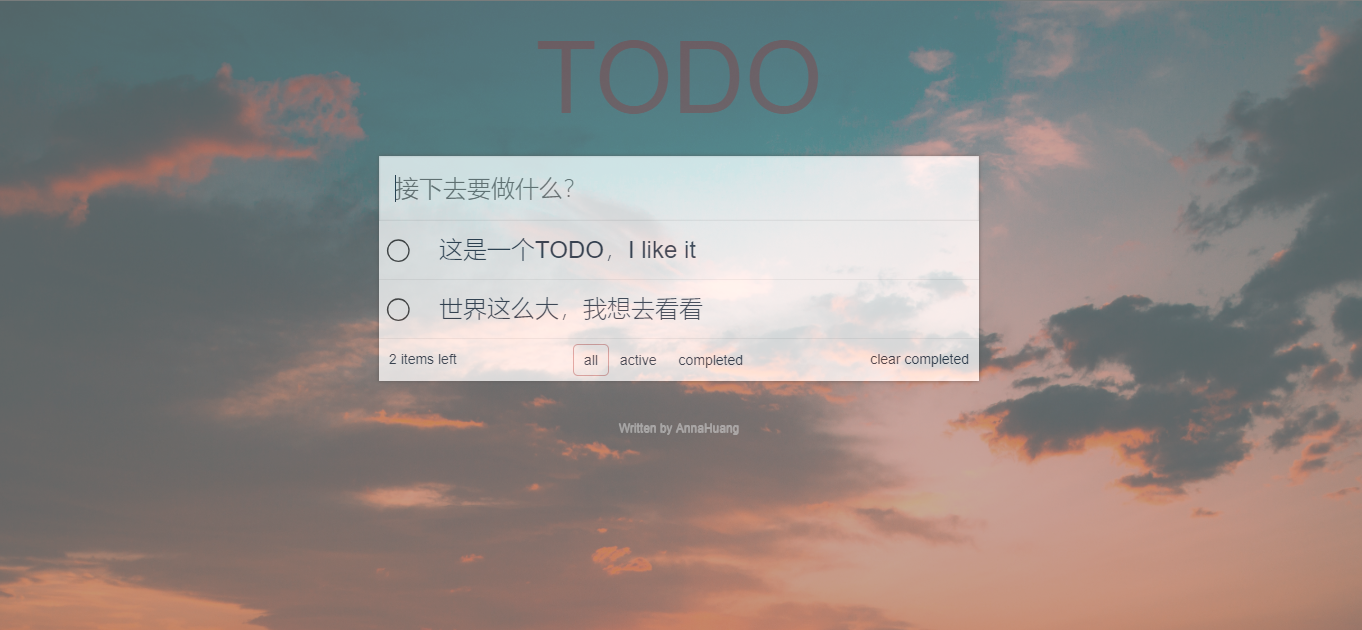 TODO
接下去要做什么？
这是一个TODO，I like it
世界这么大，我想去看看
2 items left all active completed clear completed
Written by AnnaHuang